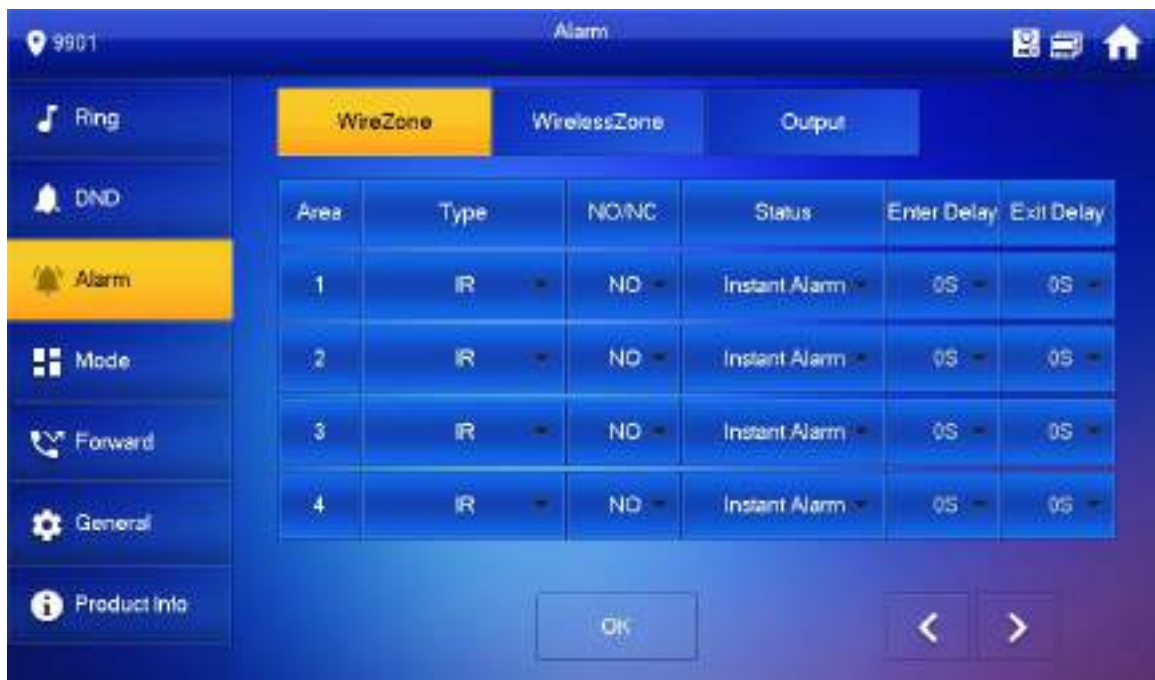 9901 Alarm
Ring
DND
Alarm
Mode
Forward
General
Product Info
WireZone WirelessZone Output
Area Type NO/NC Status Enter Delay Exit Delay
1 IR NO Instant Alarm 0S 0S
2 IR NO Instant Alarm 0S 0S
3 IR NO Instant Alarm 0S 0S
4 IR NO Instant Alarm 0S 0S
OK